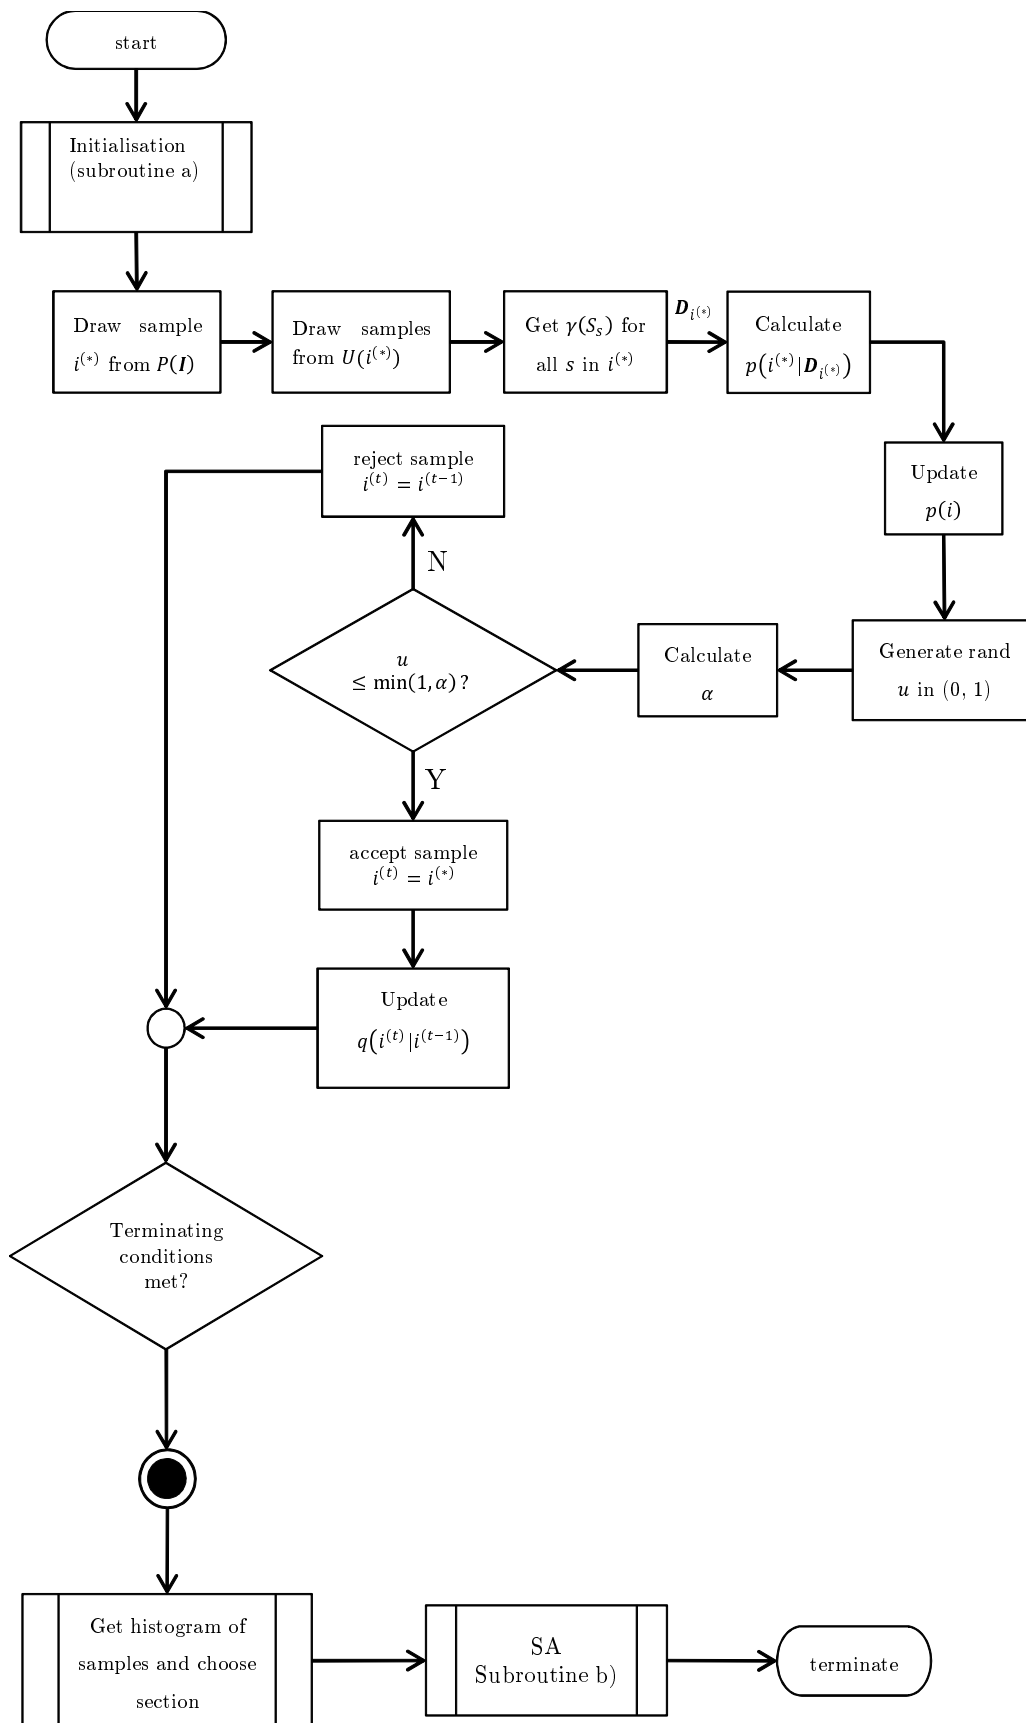 start
Initialisation
(subroutine a)
Draw sample
i^(*) from P(I)
Draw samples
from U(i^(*))
Get γ(S_s) for
all s in i^(*)
D_i^(*)
Calculate
p(i^(*)|D_i^(*))
Update
p(i)
Generate rand
u in (0, 1)
Calculate
α
u
≤ min(1, α) ?
N
reject sample
i^(t) = i^(t−1)
Y
accept sample
i^(t) = i^(*)
Update
q(i^(t)|i^(t−1))
Terminating
conditions
met?
Get histogram of
samples and choose
section
SA
Subroutine b)
terminate